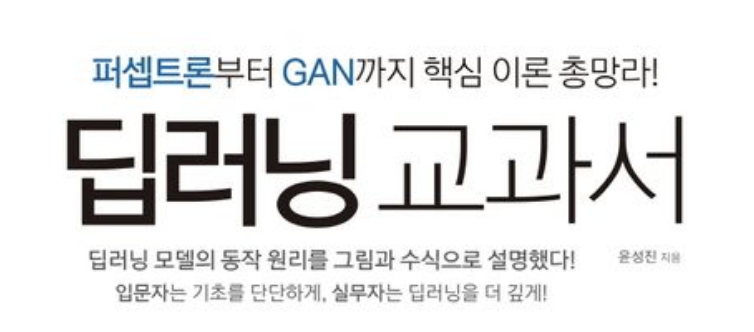 퍼셉트론부터 GAN까지 핵심 이론 총망라!
딥러닝 교과서
딥러닝 모델의 동작 원리를 그림과 수식으로 설명했다! 윤성진 지음
입문자는 기초를 단단하게, 실무자는 딥러닝을 더 깊게!